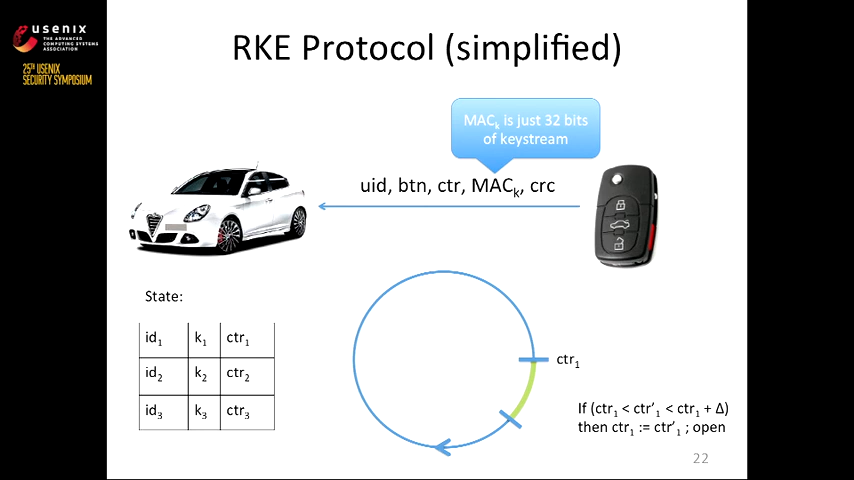 usenix
THE ADVANCED
COMPUTING SYSTEMS
ASSOCIATION
25TH USENIX
SECURITY SYMPOSIUM
RKE Protocol (simplified)
MACk is just 32 bits
of keystream
uid, btn, ctr, MACk, crc
State:
id1 k1 ctr1
id2 k2 ctr2
id3 k3 ctr3
ctr1
If (ctr1 < ctr’1 < ctr1 + Δ)
then ctr1 := ctr’1 ; open
22